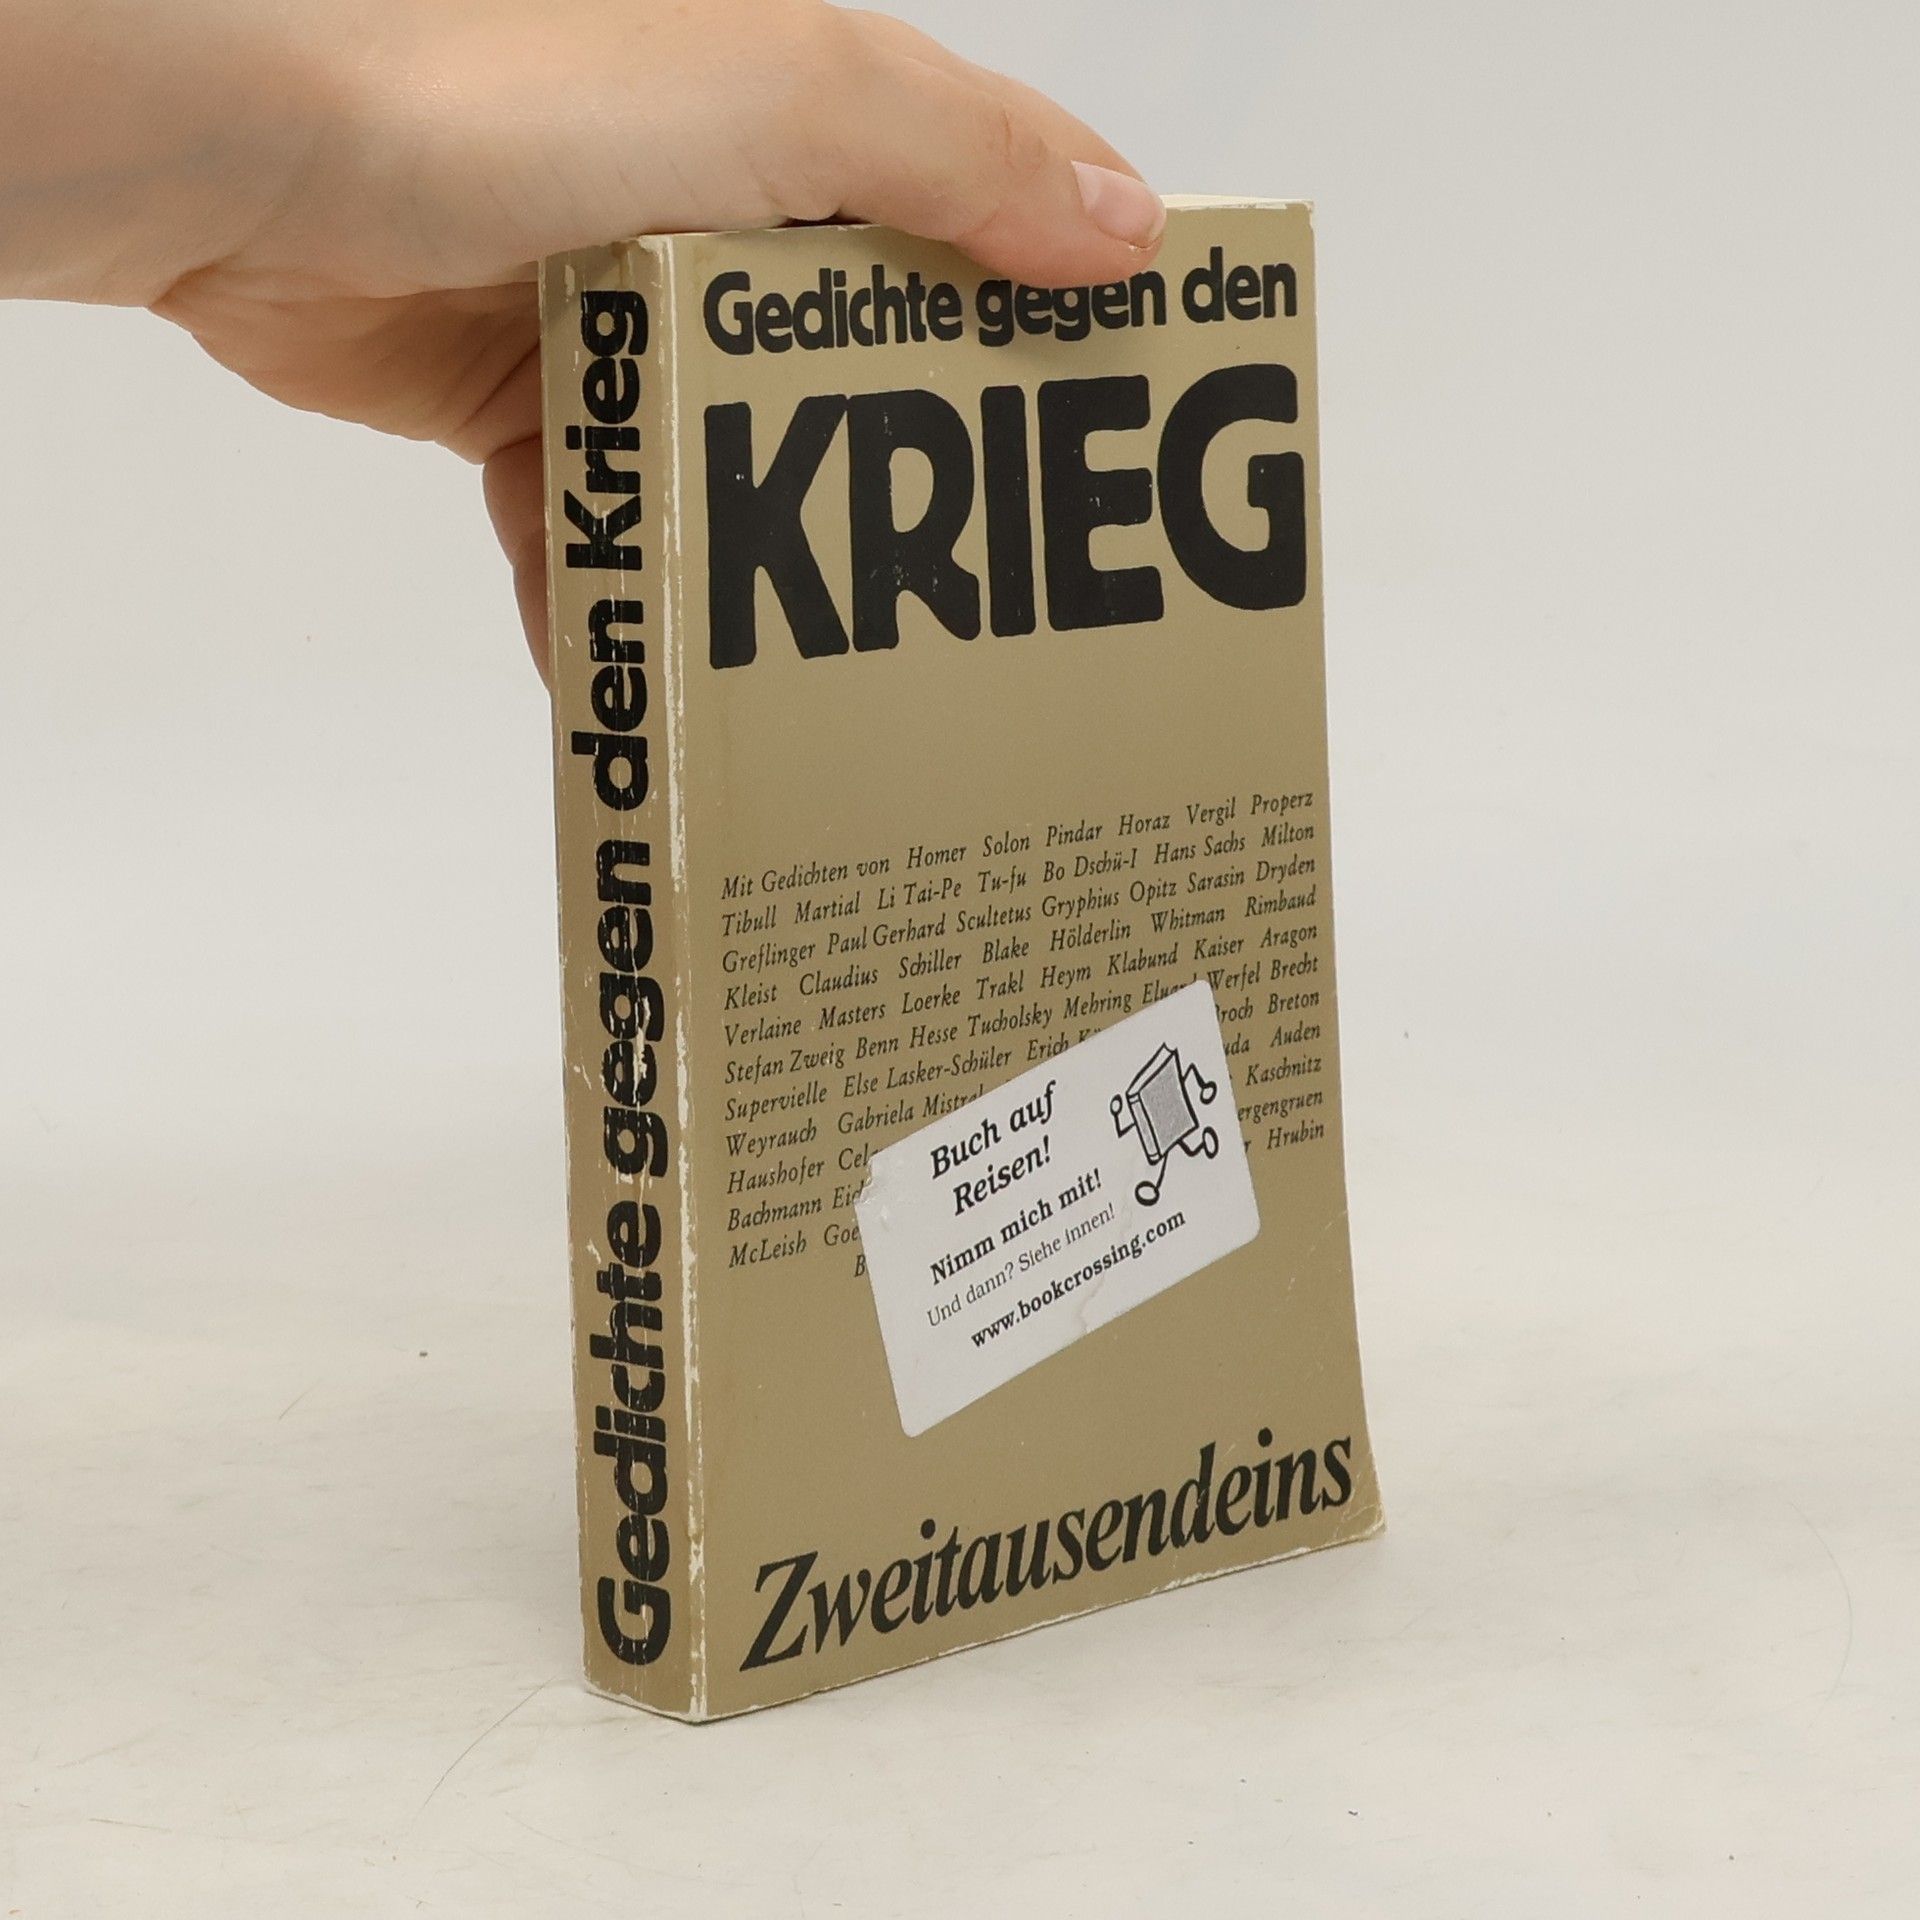 Gedichte gegen den Krieg
Gedichte gegen den
KRIEG
Mit Gedichten von Homer Solon Pindar Horaz Vergil Properz
Tibull Martial Li Tai-Pe Tu-fu Bo Dschü-I Hans Sachs Milton
Greflinger Paul Gerhard Scultetus Gryphius Opitz Sarasin Dryden
Kleist Claudius Schiller Blake Hölderlin Whitman Rimbaud
Verlaine Masters Loerke Trakl Heym Klabund Kaiser Aragon
Stefan Zweig Benn Hesse Tucholsky Mehring Eluard Werfel Brecht
Supervielle Else Lasker-Schüler Erich Breton
Weyrauch Gabriela Auden
Haushofer Kaschnitz
Bachmann
McLeish Hrubin
Buch auf
Reisen!
Nimm mich mit!
Und dann? Siehe innen!
www.bookcrossing.com
Zweitausendeins